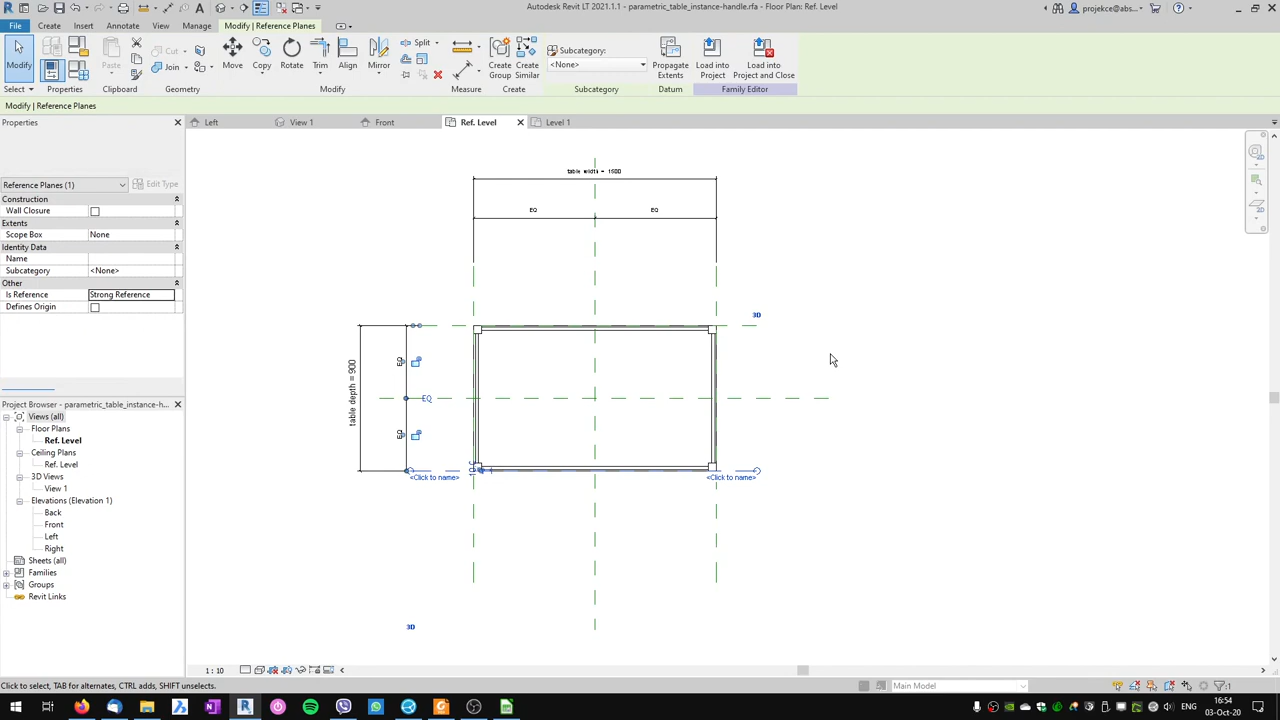 Autodesk Revit LT 2021.1.1 - parametric_table_instance-handle.rfa - Floor Plan: Ref. Level
projekce@abs...
File Create Insert Annotate View Manage Modify | Reference Planes
Modify
Paste
Cut
Join
Move
Copy
Rotate
Trim
Align
Mirror
Split
Create Group
Create Similar
Subcategory:
<None>
Propagate Extents
Load into Project
Load into Project and Close
Select
Properties
Clipboard
Geometry
Modify
Measure
Create
Subcategory
Datum
Family Editor
Modify | Reference Planes
Properties
Left
View 1
Front
Ref. Level
Level 1
Reference Planes (1)
Edit Type
Construction
Wall Closure
Extents
Scope Box None
Identity Data
Name
Subcategory <None>
Other
Is Reference Strong Reference
Defines Origin
table width = 1500
EQ EQ
3D
EQ
table depth = 900
EQ
EQ
<Click to name> <Click to name>
3D
Project Browser - parametric_table_instance-h...
Views (all)
Floor Plans
Ref. Level
Ceiling Plans
Ref. Level
3D Views
View 1
Elevations (Elevation 1)
Back
Front
Left
Right
Sheets (all)
Families
Groups
Revit Links
1 : 10
Click to select, TAB for alternates, CTRL adds, SHIFT unselects.
Main Model
:1
16:54
03-Oct-20